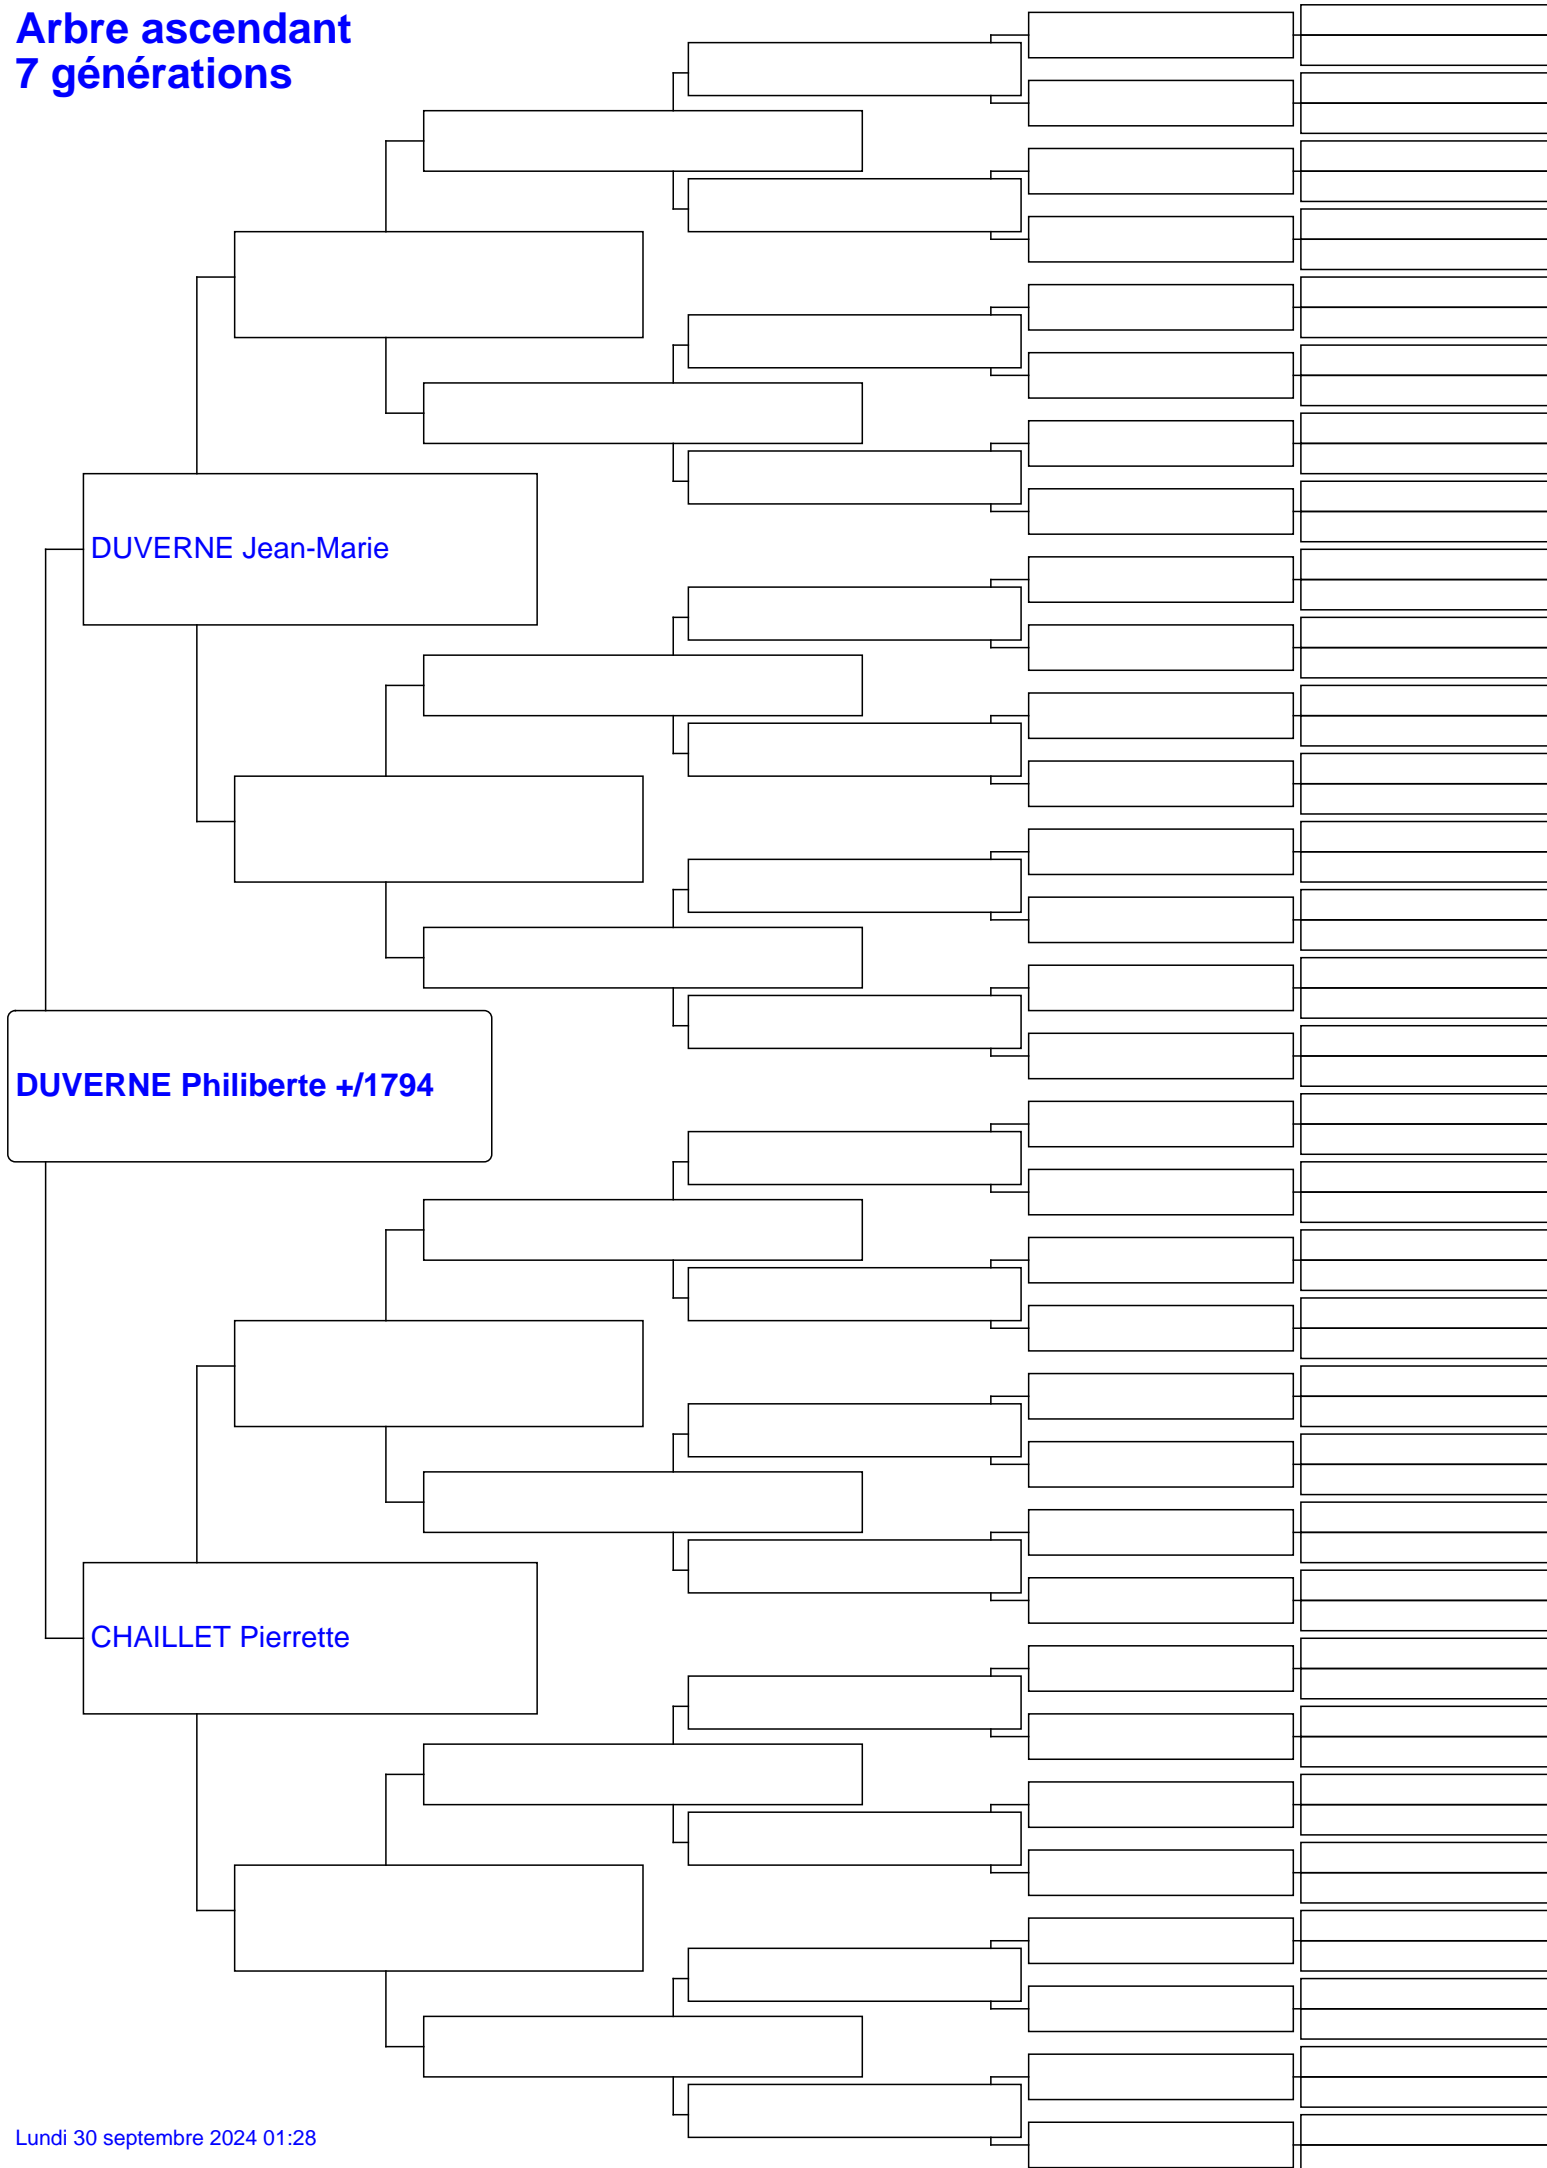 Arbre ascendant
7 générations
DUVERNE Jean-Marie
DUVERNE Philiberte +/1794
CHAILLET Pierrette
Lundi 30 septembre 2024 01:28